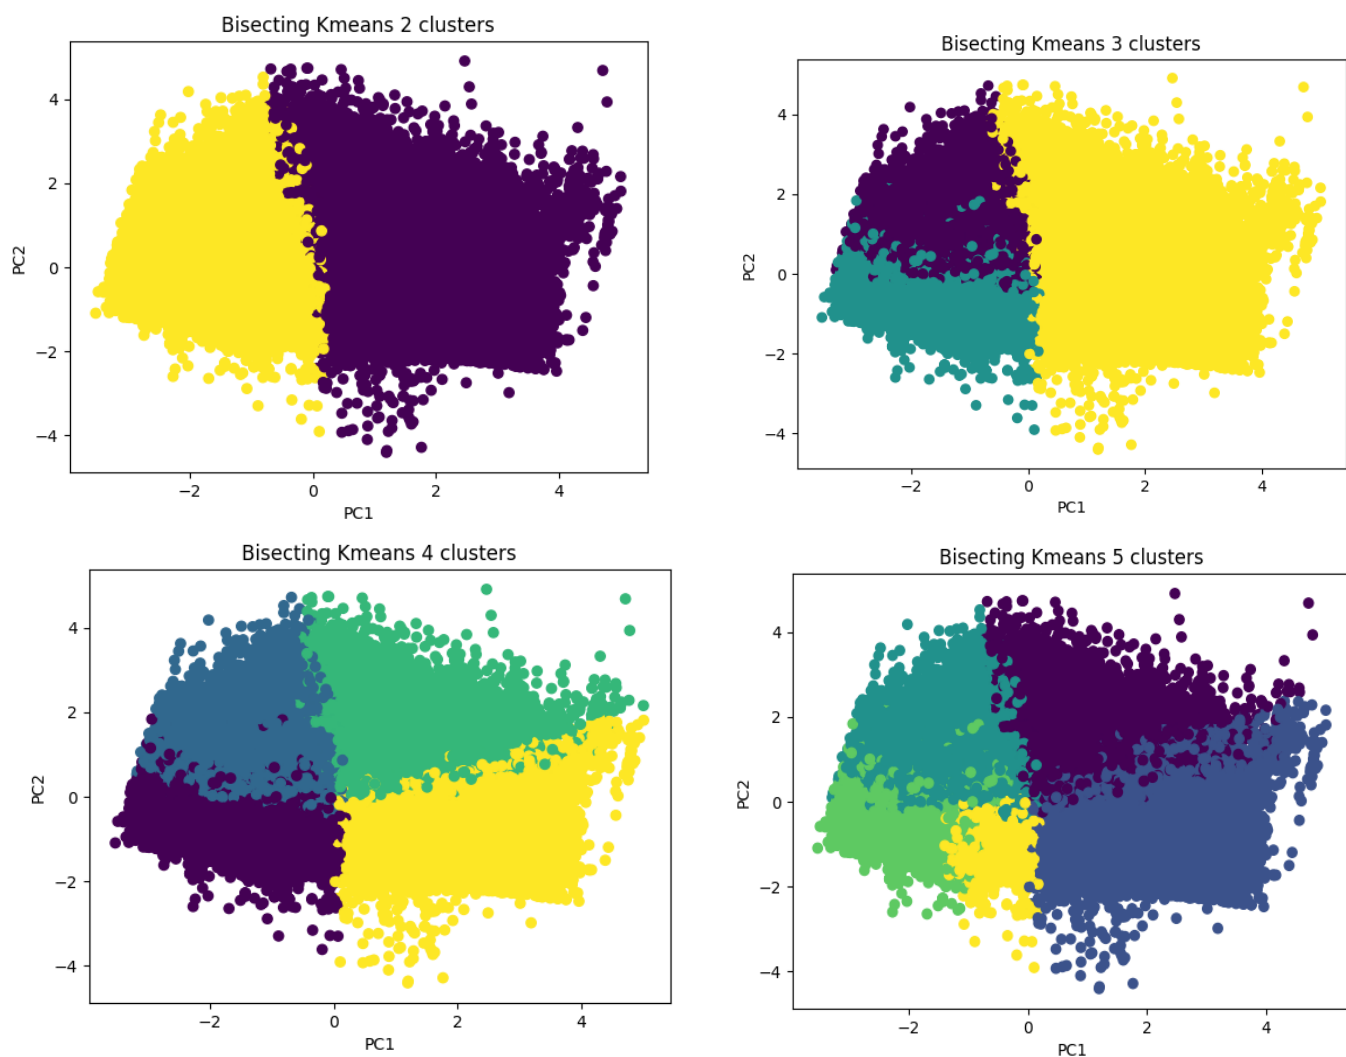 Bisecting Kmeans 2 clusters
4
2
0
−2
−4
PC2
−2 0 2 4
PC1
Bisecting Kmeans 3 clusters
4
2
0
−2
−4
PC2
−2 0 2 4
PC1
Bisecting Kmeans 4 clusters
4
2
0
−2
−4
PC2
−2 0 2 4
PC1
Bisecting Kmeans 5 clusters
4
2
0
−2
−4
PC2
−2 0 2 4
PC1